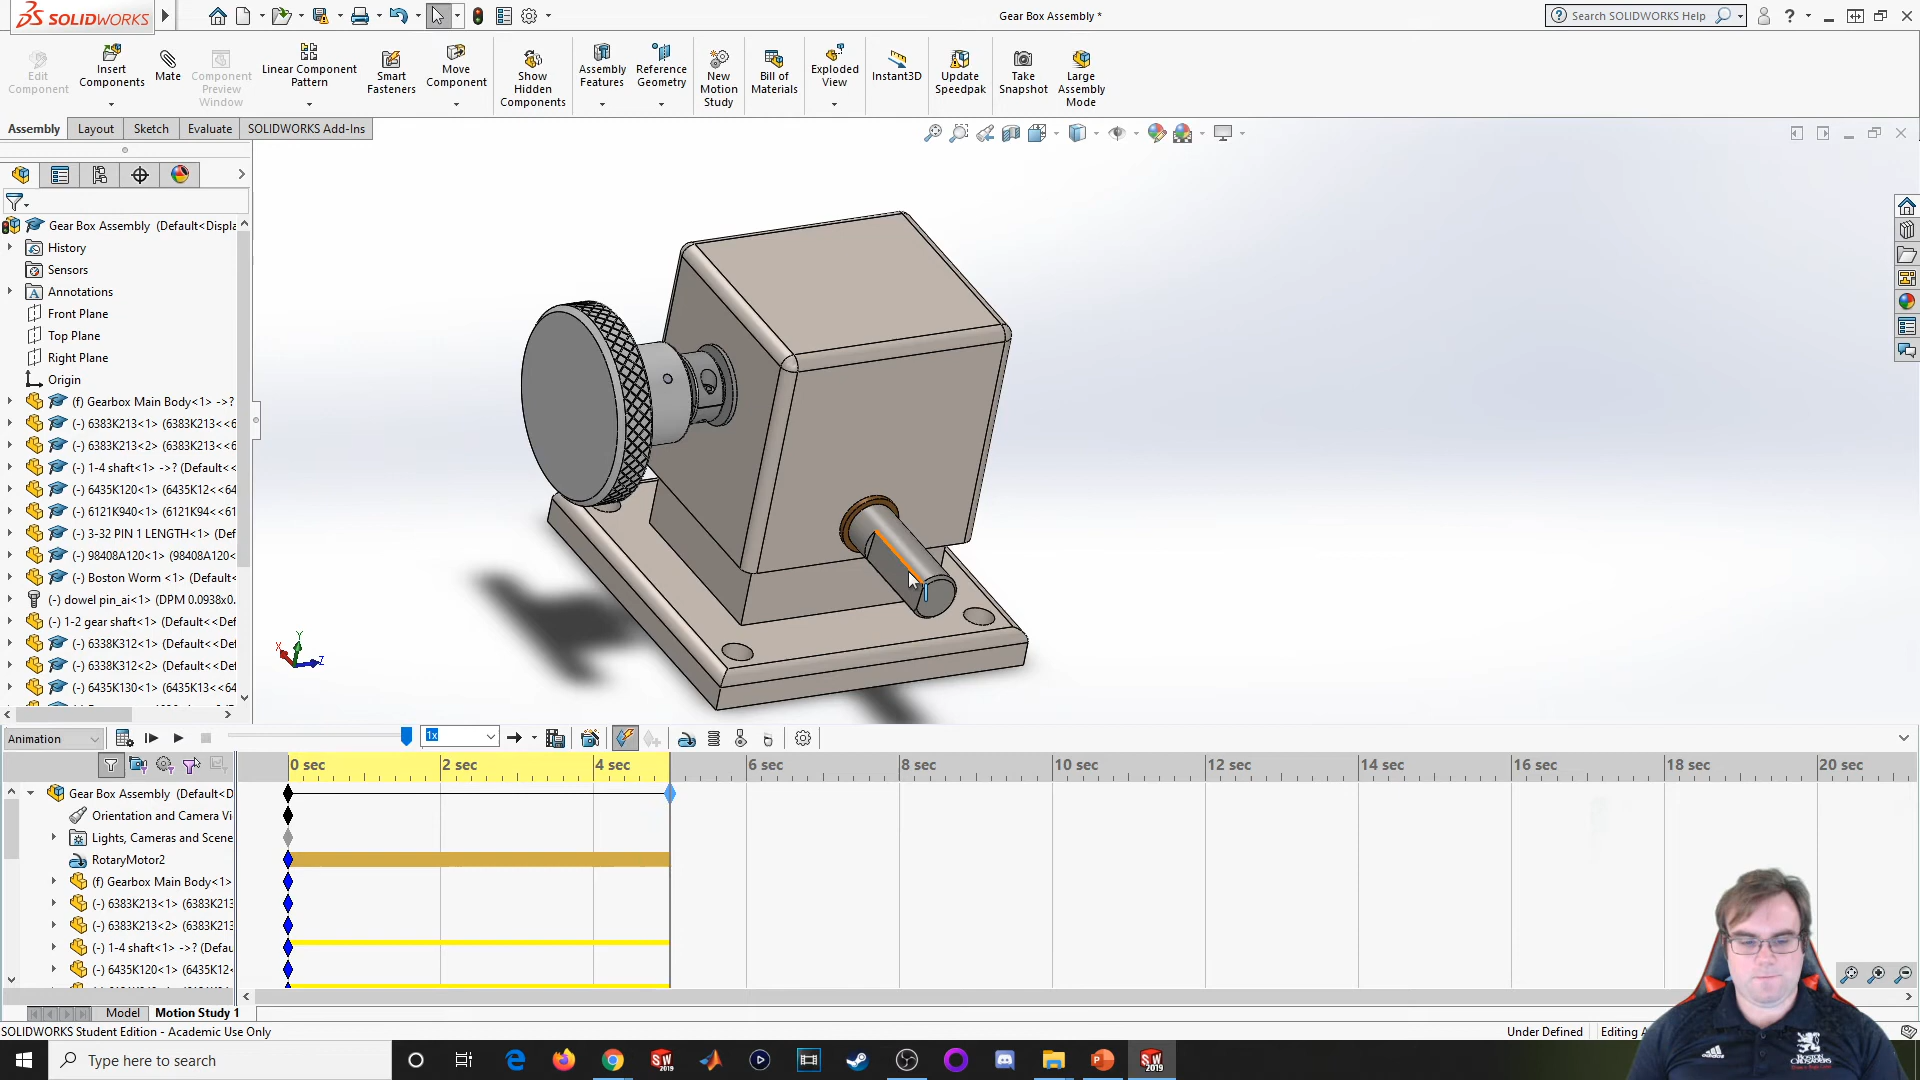 SOLIDWORKS
Gear Box Assembly *
Search SOLIDWORKS Help
Edit Component
Insert Components
Mate
Component Preview Window
Linear Component Pattern
Smart Fasteners
Move Component
Show Hidden Components
Assembly Features
Reference Geometry
New Motion Study
Bill of Materials
Exploded View
Instant3D
Update Speedpak
Take Snapshot
Large Assembly Mode
Assembly
Layout
Sketch
Evaluate
SOLIDWORKS Add-Ins
Gear Box Assembly (Default<Displa
History
Sensors
Annotations
Front Plane
Top Plane
Right Plane
Origin
(f) Gearbox Main Body<1> ->?
(-) 6383K213<1> (6383K213<<6
(-) 6383K213<2> (6383K213<<6
(-) 1-4 shaft<1> ->? (Default<<
(-) 6435K120<1> (6435K12<<64
(-) 6121K940<1> (6121K94<<61
(-) 3-32 PIN 1 LENGTH<1> (Def
(-) 98408A120<1> (98408A120<
(-) Boston Worm <1> (Default<
(-) dowel pin_ai<1> (DPM 0.0938x0.
(-) 1-2 gear shaft<1> (Default<<De
(-) 6338K312<1> (Default<<Def
(-) 6338K312<2> (Default<<Def
(-) 6435K130<1> (6435K13<<64
X
Y
Z
Animation
1x
0 sec
2 sec
4 sec
6 sec
8 sec
10 sec
12 sec
14 sec
16 sec
18 sec
20 sec
Gear Box Assembly (Default<D
Orientation and Camera Vi
Lights, Cameras and Scene
RotaryMotor2
(f) Gearbox Main Body<1>
(-) 6383K213<1> (6383K213
(-) 6383K213<2> (6383K213
(-) 1-4 shaft<1> ->? (Defau
(-) 6435K120<1> (6435K12<
Model
Motion Study 1
SOLIDWORKS Student Edition - Academic Use Only
Under Defined
Editing A
Type here to search
SW
2019
SW
2019
adidas
BOSTON
CRUSADERS